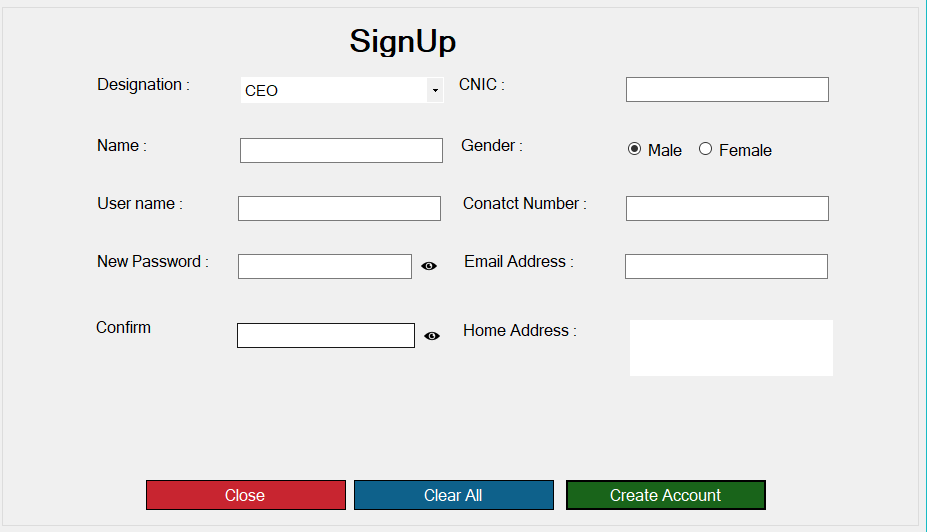 SignUp
Designation : CEO CNIC :
Name : Gender : Male Female
User name : Conatct Number :
New Password : Email Address :
Confirm Home Address :
Close Clear All Create Account